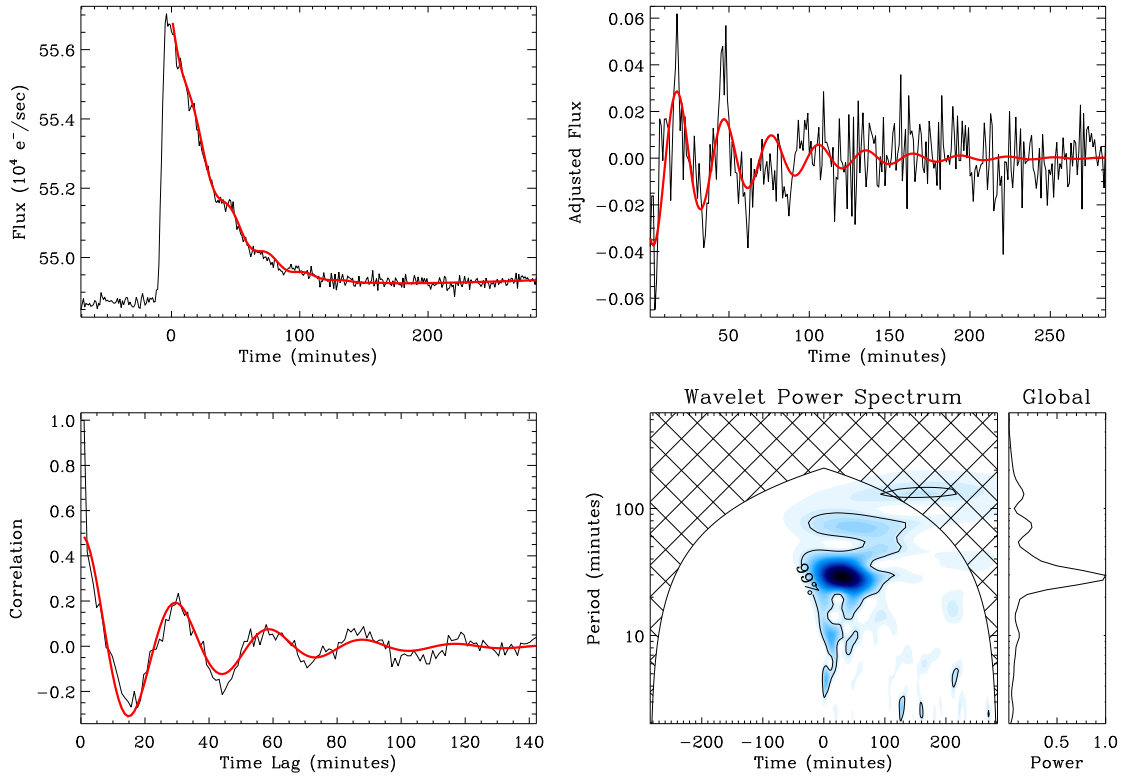 55.6
55.4
55.2
55.0
Flux (10⁴ e⁻/sec)
0 100 200
Time (minutes)
0.06
0.04
0.02
0.00
−0.02
−0.04
−0.06
Adjusted Flux
50 100 150 200 250
Time (minutes)
1.0
0.8
0.6
0.4
0.2
0.0
−0.2
Correlation
0 20 40 60 80 100 120 140
Time Lag (minutes)
Wavelet Power Spectrum
100
10
Period (minutes)
99%
−200 −100 0 100 200
Time (minutes)
Global
0.5 1.0
Power